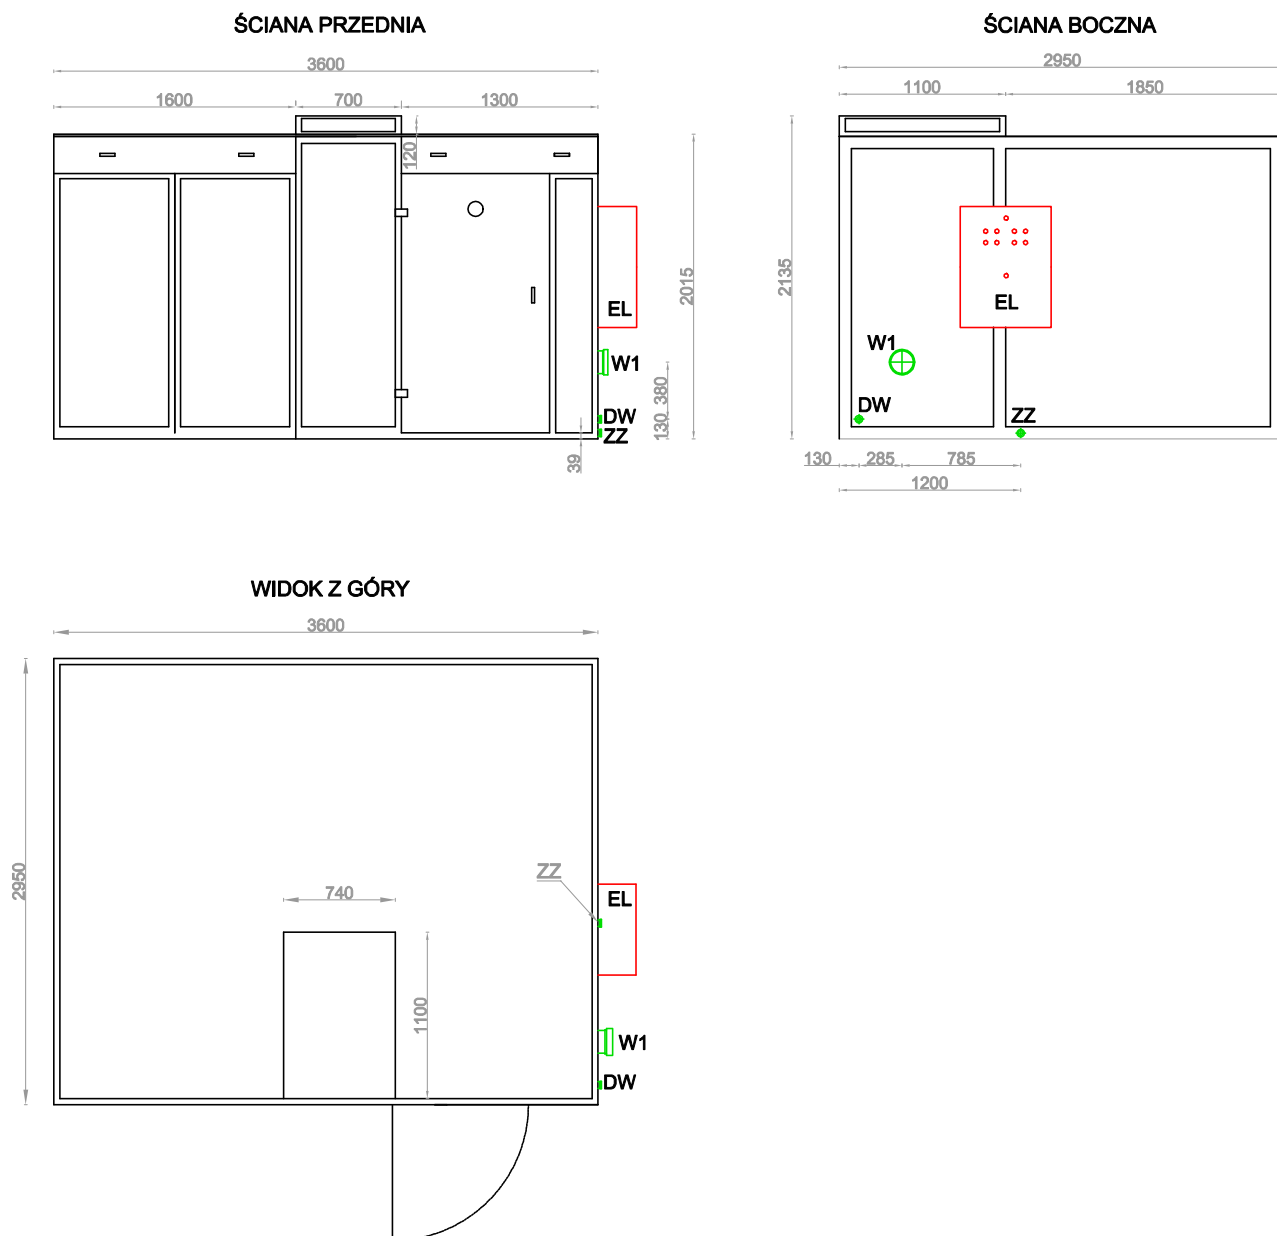 ŚCIANA PRZEDNIA
3600
1600 700 1300
120
2015
EL
W1
380
DW
130
ZZ
39
ŚCIANA BOCZNA
2950
1100 1850
2135
EL
W1
DW
ZZ
130 285 785
1200
WIDOK Z GÓRY
3600
2950
740
1100
ZZ
EL
W1
DW